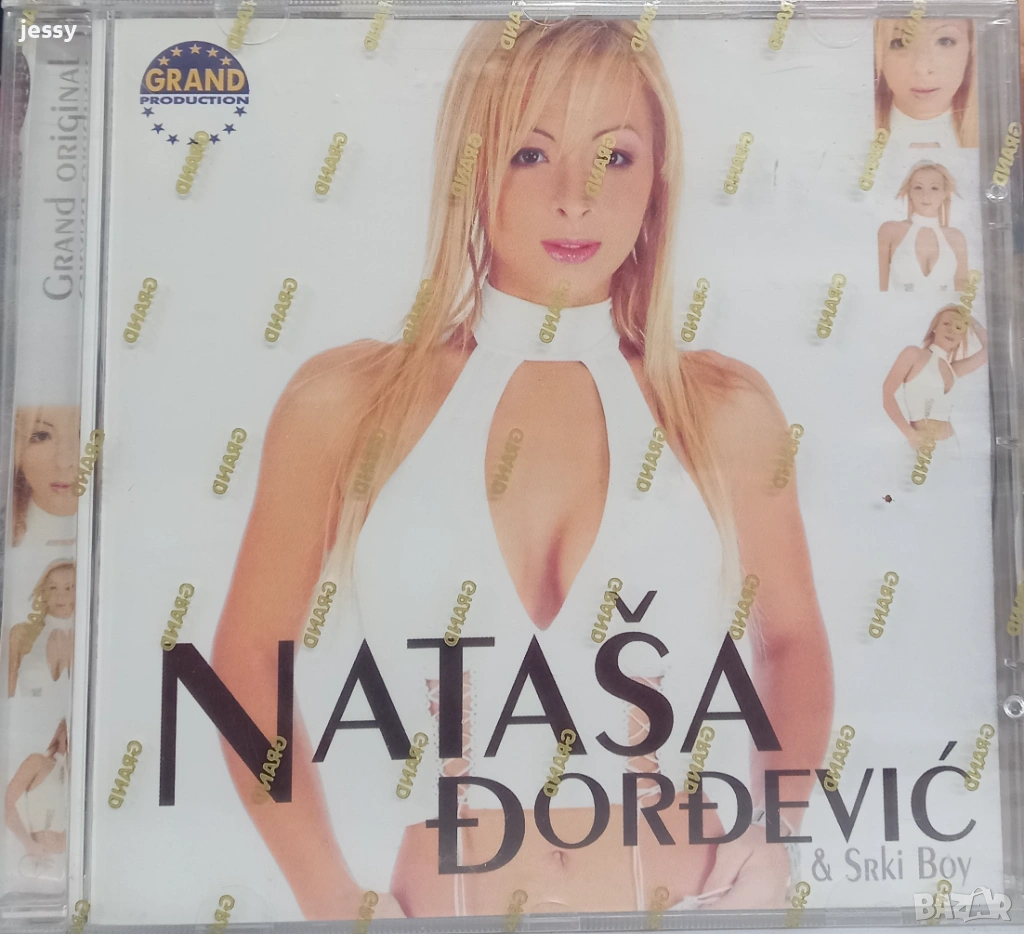 jessy
GRAND
PRODUCTION
GRAND ORIGINAL
NATAŠA
ĐORĐEVIĆ
& SRKI BOY
GRAND
BAZAR